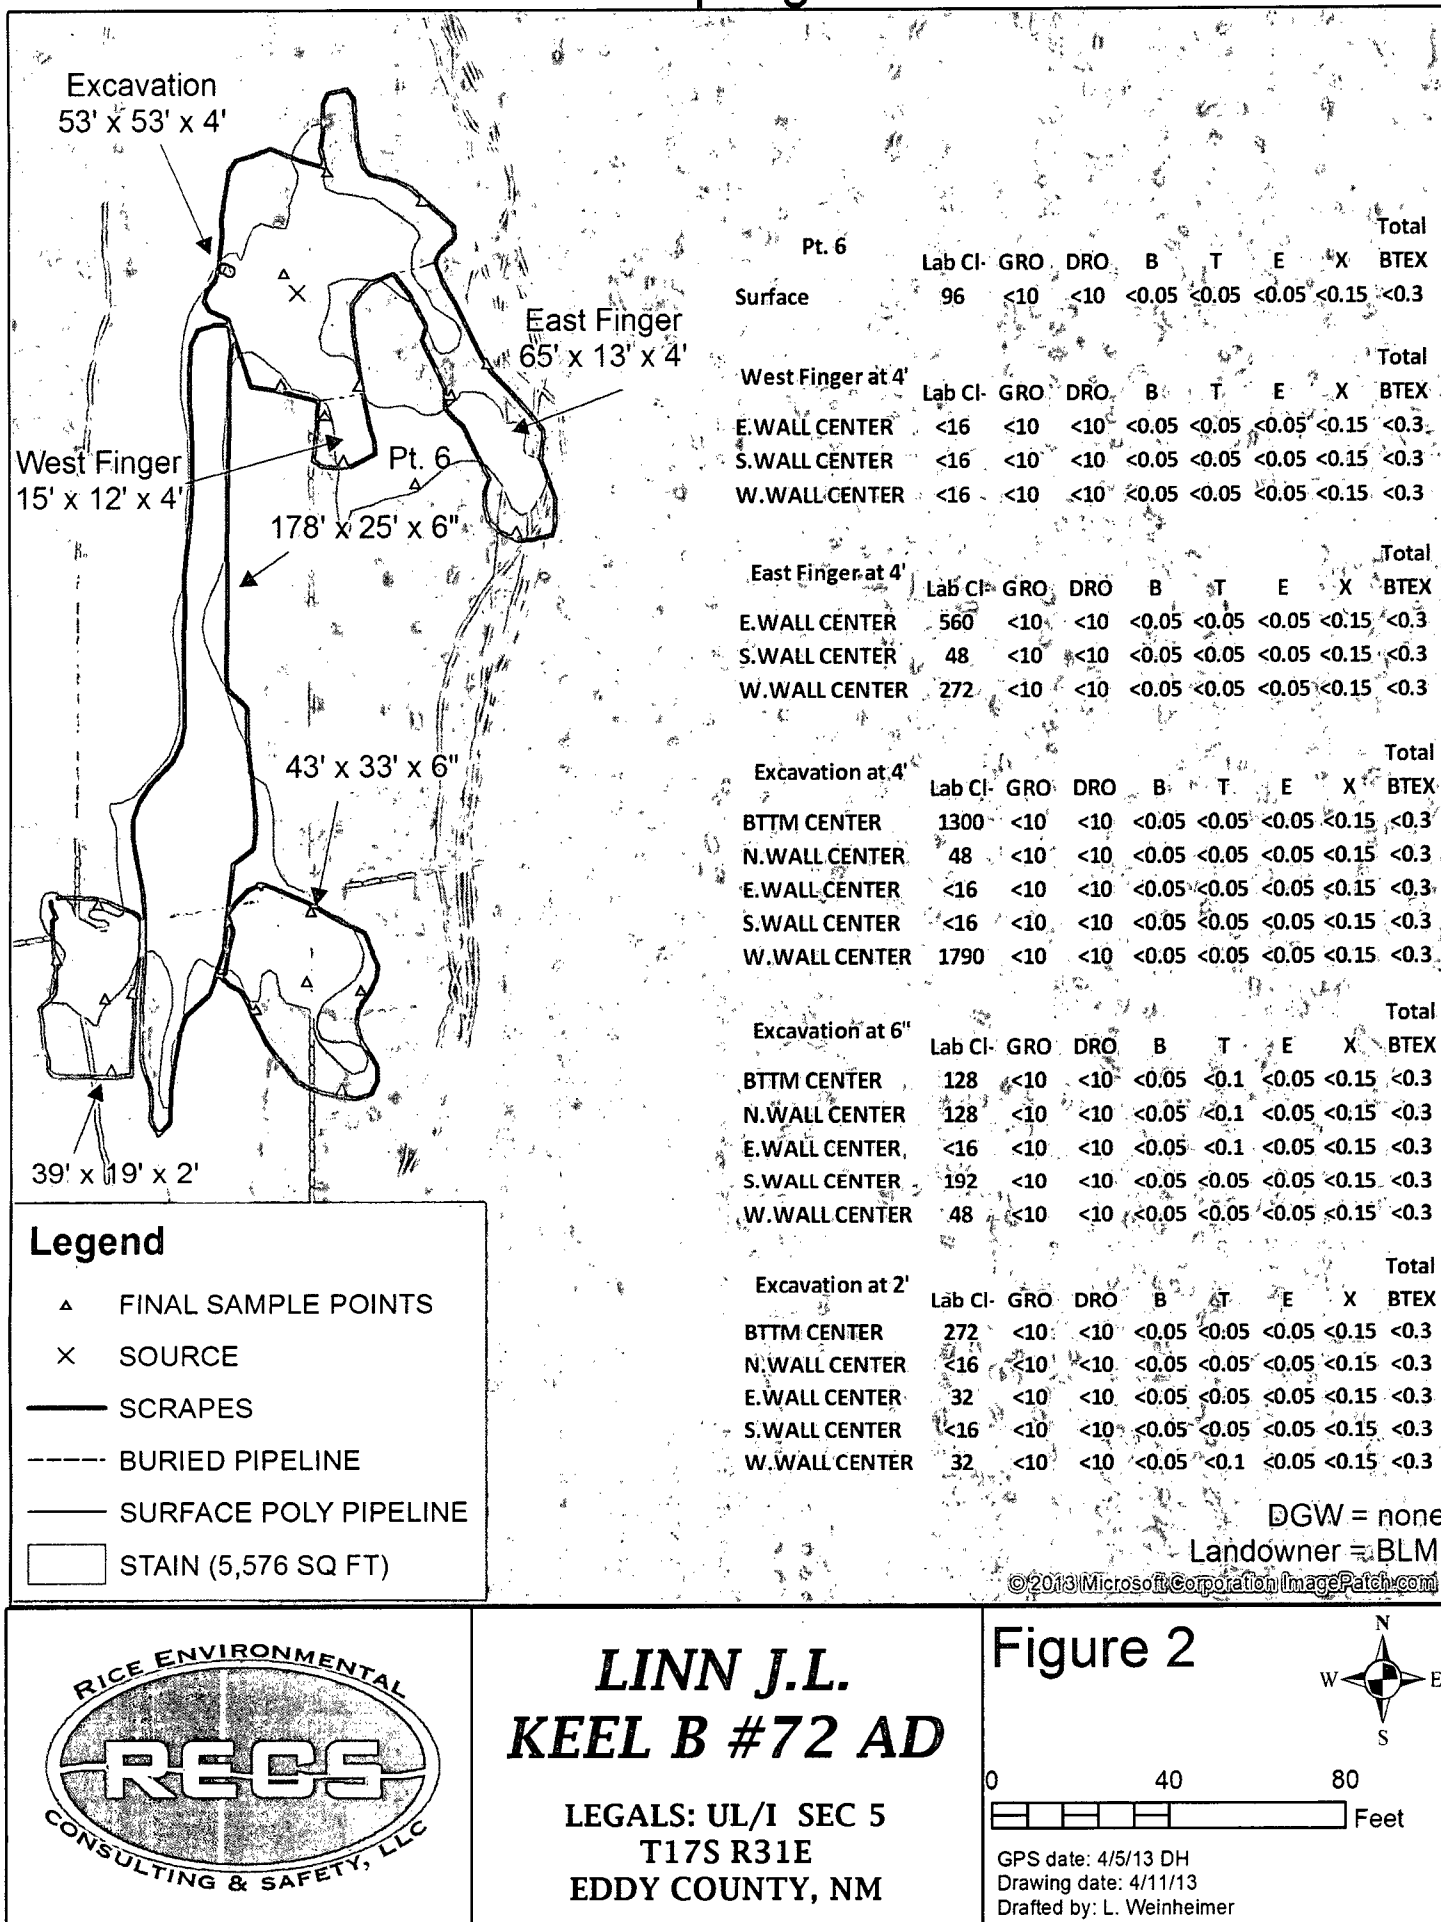 Excavation
53' x 53' x 4'
East Finger
65' x 13' x 4'
West Finger
15' x 12' x 4'
Pt. 6
178' x 25' x 6"
43' x 33' x 6"
39' x 19' x 2'
Total
Pt. 6 Lab Cl- GRO DRO B T E X BTEX
Surface 96 <10 <10 <0.05 <0.05 <0.05 <0.15 <0.3
Total
West Finger at 4' Lab Cl- GRO DRO B T E X BTEX
E.WALL CENTER <16 <10 <10 <0.05 <0.05 <0.05 <0.15 <0.3
S.WALL CENTER <16 <10 <10 <0.05 <0.05 <0.05 <0.15 <0.3
W.WALL CENTER <16 <10 <10 <0.05 <0.05 <0.05 <0.15 <0.3
Total
East Finger at 4' Lab Cl- GRO DRO B T E X BTEX
E.WALL CENTER 560 <10 <10 <0.05 <0.05 <0.05 <0.15 <0.3
S.WALL CENTER 48 <10 <10 <0.05 <0.05 <0.05 <0.15 <0.3
W.WALL CENTER 272 <10 <10 <0.05 <0.05 <0.05 <0.15 <0.3
Total
Excavation at 4' Lab Cl- GRO DRO B T E X BTEX
BTTM CENTER 1300 <10 <10 <0.05 <0.05 <0.05 <0.15 <0.3
N.WALL CENTER 48 <10 <10 <0.05 <0.05 <0.05 <0.15 <0.3
E.WALL CENTER <16 <10 <10 <0.05 <0.05 <0.05 <0.15 <0.3
S.WALL CENTER <16 <10 <10 <0.05 <0.05 <0.05 <0.15 <0.3
W.WALL CENTER 1790 <10 <10 <0.05 <0.05 <0.05 <0.15 <0.3
Total
Excavation at 6" Lab Cl- GRO DRO B T E X BTEX
BTTM CENTER 128 <10 <10 <0.05 <0.1 <0.05 <0.15 <0.3
N.WALL CENTER 128 <10 <10 <0.05 <0.1 <0.05 <0.15 <0.3
E.WALL CENTER <16 <10 <10 <0.05 <0.1 <0.05 <0.15 <0.3
S.WALL CENTER 192 <10 <10 <0.05 <0.05 <0.05 <0.15 <0.3
W.WALL CENTER 48 <10 <10 <0.05 <0.05 <0.05 <0.15 <0.3
Total
Excavation at 2' Lab Cl- GRO DRO B T E X BTEX
BTTM CENTER 272 <10 <10 <0.05 <0.05 <0.05 <0.15 <0.3
N.WALL CENTER <16 <10 <10 <0.05 <0.05 <0.05 <0.15 <0.3
E.WALL CENTER 32 <10 <10 <0.05 <0.05 <0.05 <0.15 <0.3
S.WALL CENTER <16 <10 <10 <0.05 <0.05 <0.05 <0.15 <0.3
W.WALL CENTER 32 <10 <10 <0.05 <0.1 <0.05 <0.15 <0.3
DGW = none
Landowner = BLM
© 2013 Microsoft Corporation ImagePatch.com
Legend
FINAL SAMPLE POINTS
SOURCE
SCRAPES
BURIED PIPELINE
SURFACE POLY PIPELINE
STAIN (5,576 SQ FT)
RICE ENVIRONMENTAL
RECS
CONSULTING & SAFETY, LLC
LINN J.L.
KEEL B #72 AD
LEGALS: UL/I SEC 5
T17S R31E
EDDY COUNTY, NM
Figure 2
N
W E
S
0 40 80
Feet
GPS date: 4/5/13 DH
Drawing date: 4/11/13
Drafted by: L. Weinheimer